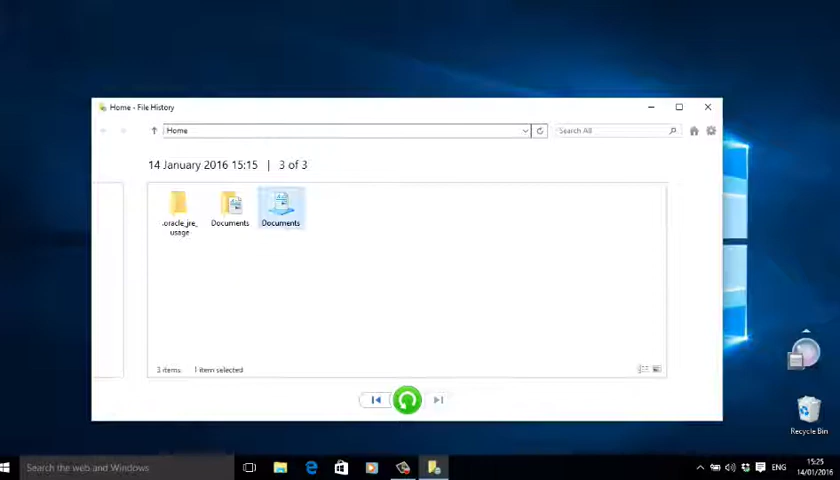 Home - File History
Home
Search All
14 January 2016 15:15 | 3 of 3
.oracle_jre_
usage
Documents
Documents
3 items
1 item selected
Recycle Bin
Search the web and Windows
ENG
15:25
14/01/2016